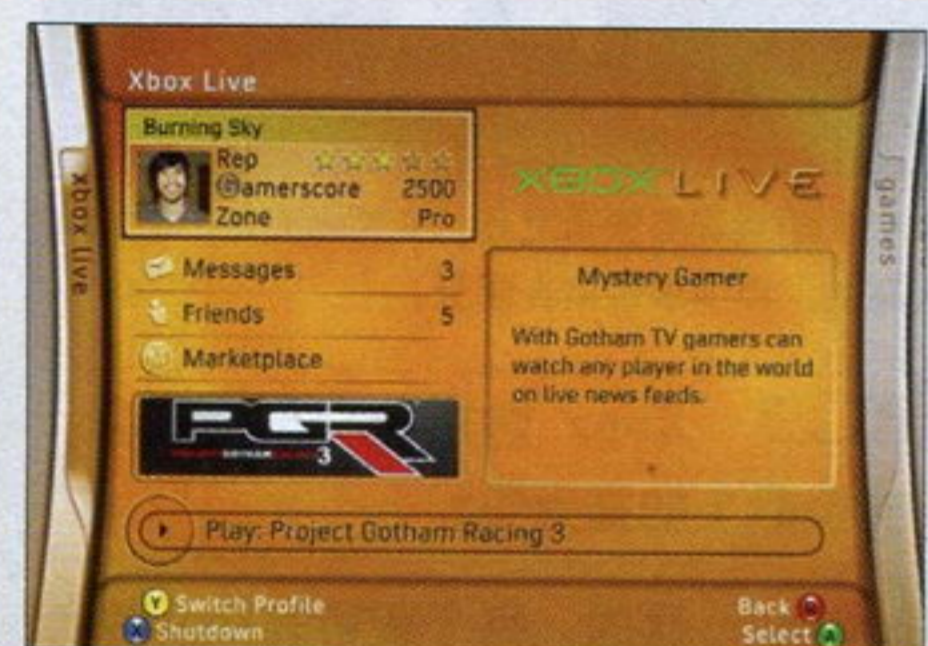 Xbox Live
Burning Sky
Rep
Gamerscore 2500
Zone Pro
Messages 3
Friends 5
Marketplace
PGR
3
Play: Project Gotham Racing 3
XBOX LIVE
Mystery Gamer
With Gotham TV gamers can
watch any player in the world
on live news feeds.
xbox live
games
Y Switch Profile
X Shutdown
Back B
Select A